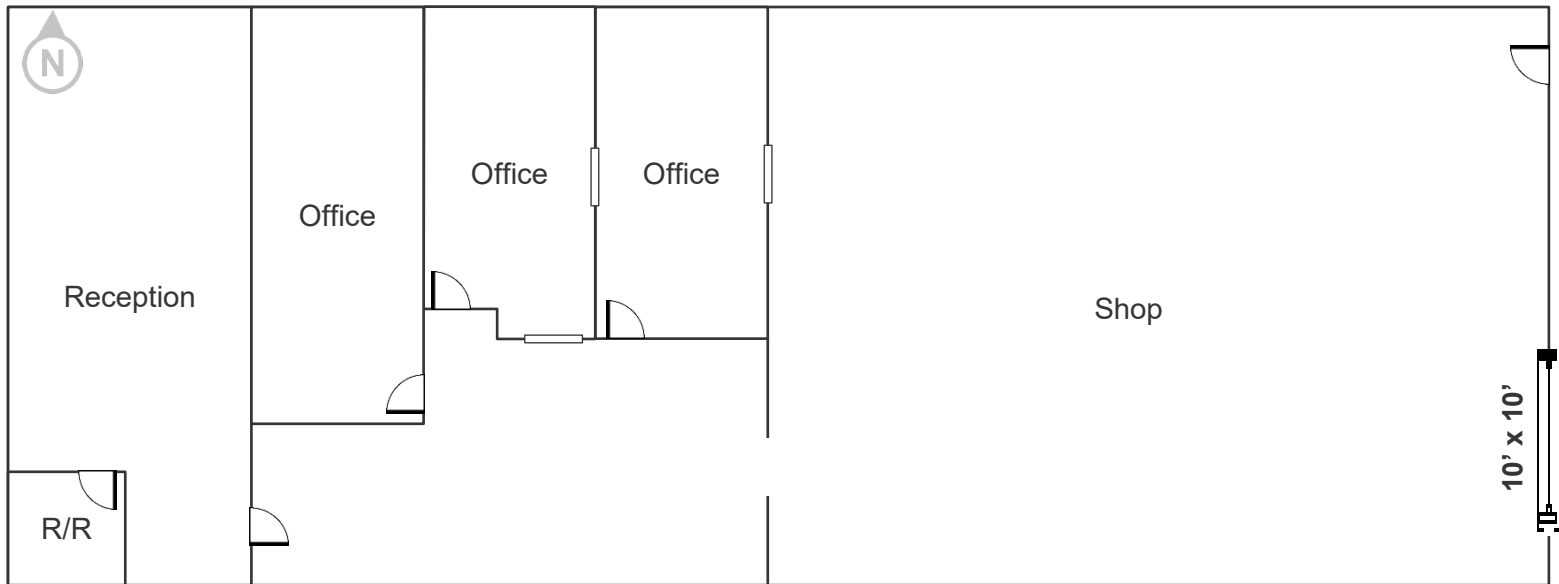 N
Office
Office
Office
Reception
Shop
10’ x 10’
R/R